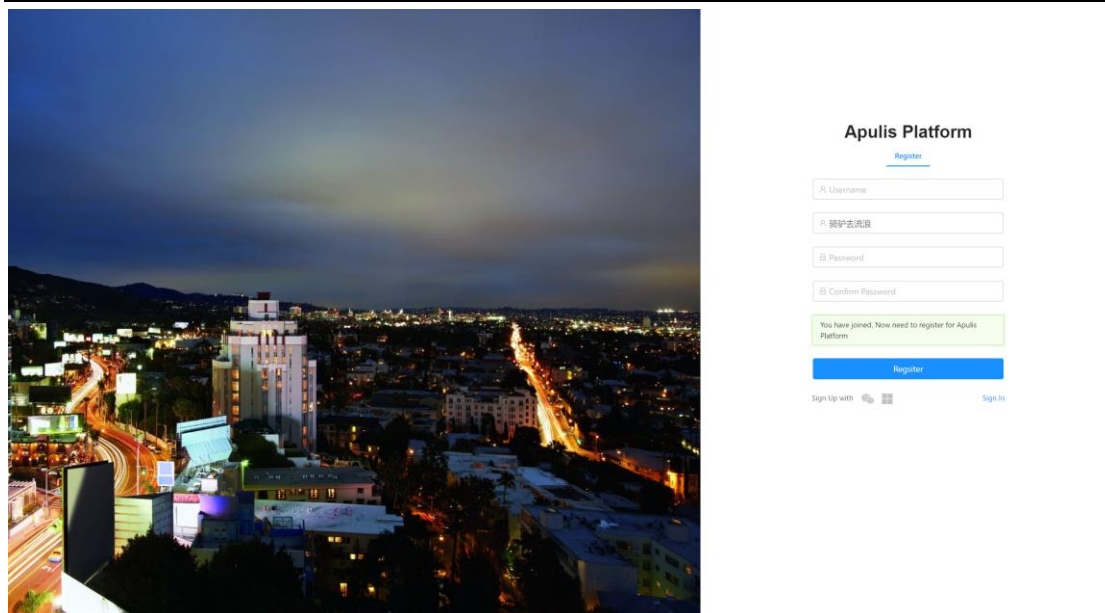 Apulis Platform
Register
Username
骑驴去流浪
Password
Confirm Password
You have joined, Now need to register for Apulis
Platform
Regsiter
Sign Up with
Sign In